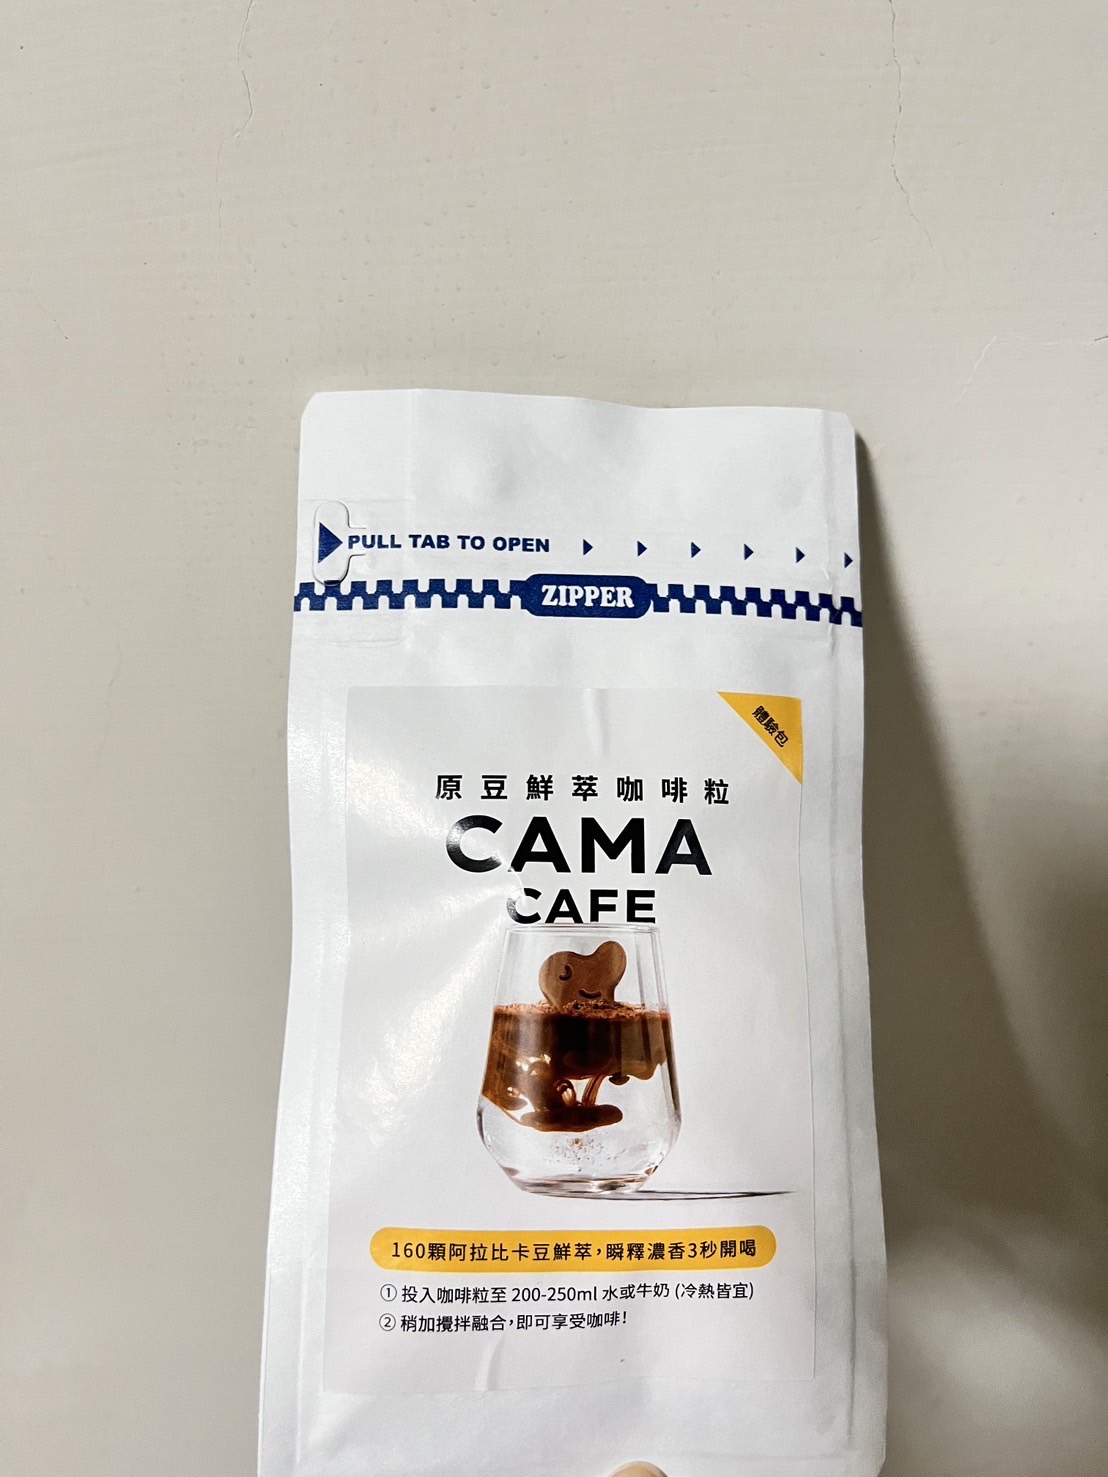 PULL TAB TO OPEN
ZIPPER
體驗包
原豆鮮萃咖啡粒
CAMA
CAFE
160顆阿拉比卡豆鮮萃,瞬釋濃香3秒開喝
① 投入咖啡粒至 200-250ml 水或牛奶 (冷熱皆宜)
② 稍加攪拌融合,即可享受咖啡!